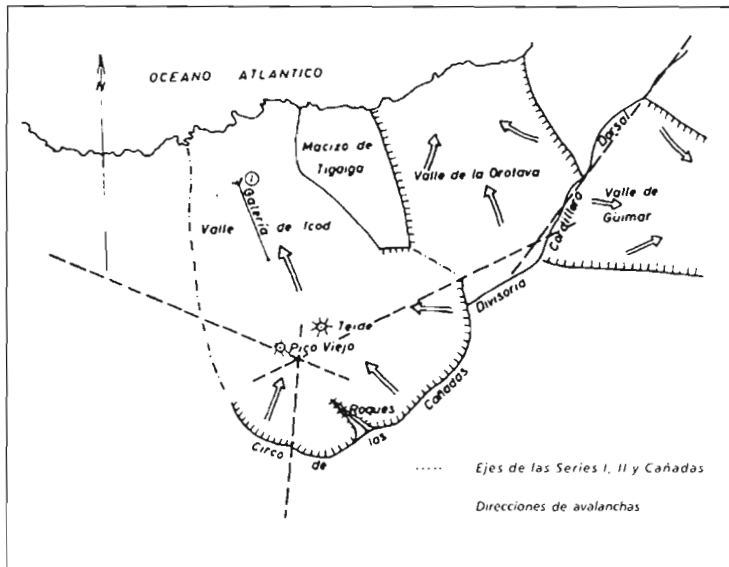 N
OCEANO ATLANTICO
Macizo de
Tigaiga
Valle de la Orotava
Dorsal
Cordillera
Valle de
Güimar
1
Galeria
Valle de Icod
Divisoria
Teide
Pico Viejo
Roques
Circo de las Cañadas
Ejes de las Series I, II y Cañadas
Direcciones de avalanchas